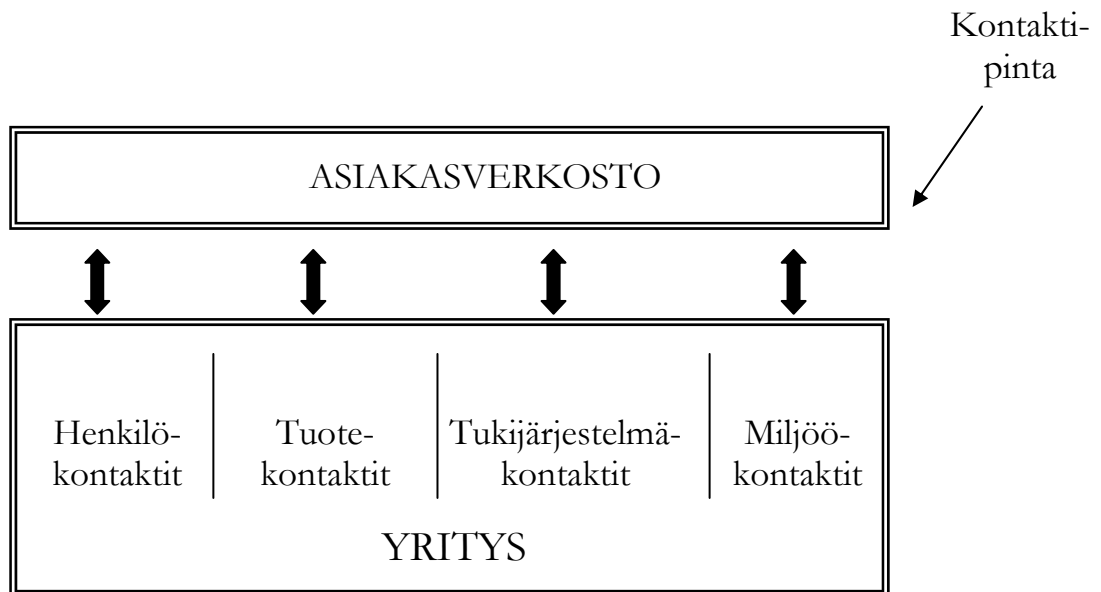 Kontakti-
pinta
ASIAKASVERKOSTO
Henkilö-
kontaktit
Tuote-
kontaktit
Tukijärjestelmä-
kontaktit
Miljöö-
kontaktit
YRITYS